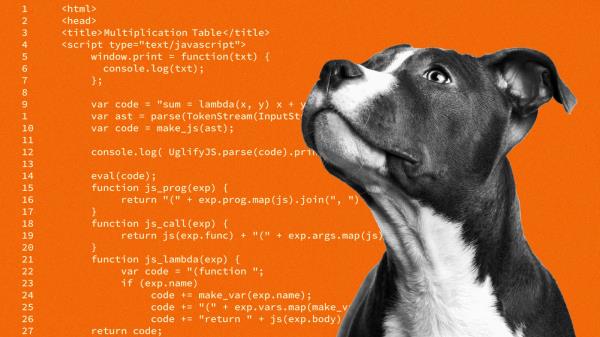 1 <html>
2 <head>
3 <title>Multiplication Table</title>
4 <script type="text/javascript">
5 window.print = function(txt) {
6 console.log(txt);
7 };
8
9 var code = "sum = lambda(x, y) x + y
1 var ast = parse(TokenStream(InputSt
10 var code = make_js(ast);
11
12 console.log( UglifyJS.parse(code).prin
13
14 eval(code);
15 function js_prog(exp) {
16 return "(" + exp.prog.map(js).join(", ")
17 }
18 function js_call(exp) {
19 return js(exp.func) + "(" + exp.args.map(js)
20 }
21 function js_lambda(exp) {
22 var code = "(function ";
23 if (exp.name)
24 code += make_var(exp.name);
25 code += "(" + exp.vars.map(make_v
26 code += "return " + js(exp.body)
27 return code;